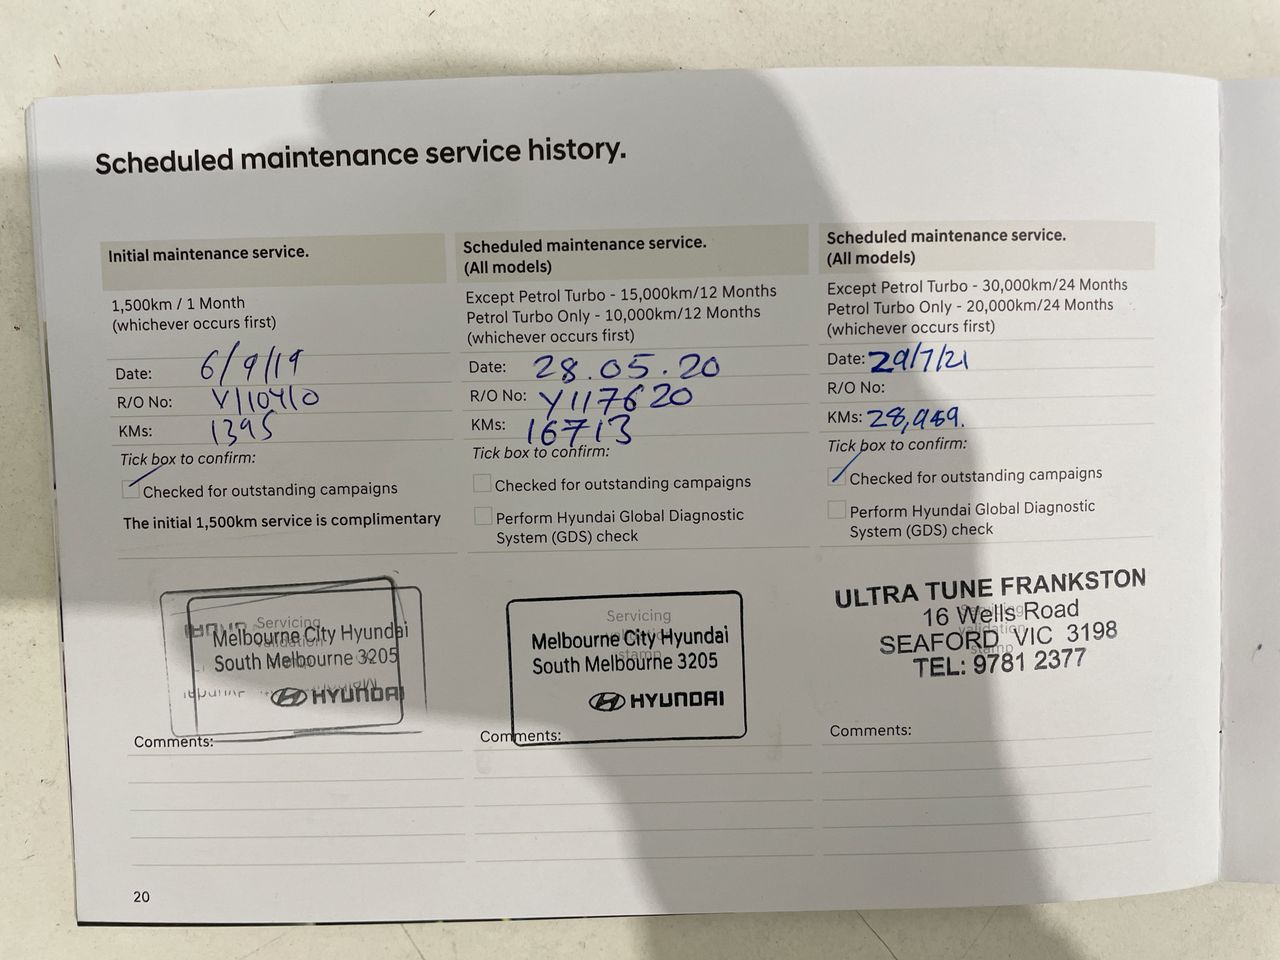 Scheduled maintenance service history.
Initial maintenance service.
1,500km / 1 Month
(whichever occurs first)
Date: 6/9/19
R/O No: V110410
KMs: 1395
Tick box to confirm:
Checked for outstanding campaigns
The initial 1,500km service is complimentary
Servicing
validation
Melbourne City Hyundai
South Melbourne 3205
HYUNDAI
Comments:
Scheduled maintenance service.
(All models)
Except Petrol Turbo - 15,000km/12 Months
Petrol Turbo Only - 10,000km/12 Months
(whichever occurs first)
Date: 28.05.20
R/O No: Y117620
KMs: 16713
Tick box to confirm:
Checked for outstanding campaigns
Perform Hyundai Global Diagnostic
System (GDS) check
Servicing
Melbourne City Hyundai
stamp
South Melbourne 3205
HYUNDAI
Comments:
Scheduled maintenance service.
(All models)
Except Petrol Turbo - 30,000km/24 Months
Petrol Turbo Only - 20,000km/24 Months
(whichever occurs first)
Date: 29/7/21
R/O No:
KMs:
Tick box to confirm:
Checked for outstanding campaigns
Perform Hyundai Global Diagnostic
System (GDS) check
ULTRA TUNE FRANKSTON
Servicing
16 Wells Road
validation
SEAFORD VIC 3198
stamp
TEL: 9781 2377
Comments:
20